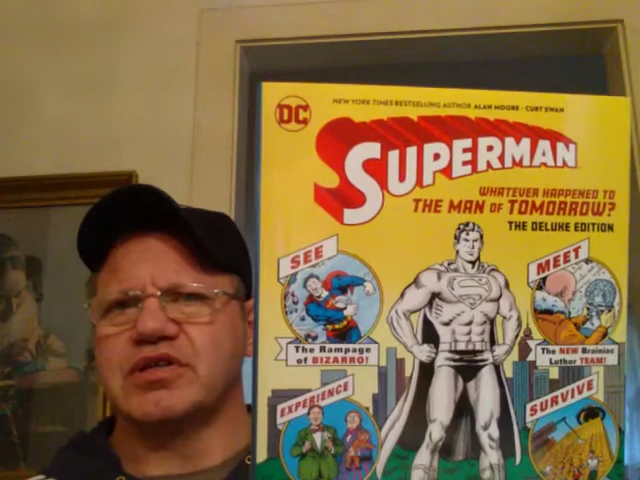 DC
NEW YORK TIMES BESTSELLING AUTHOR ALAN MOORE · CURT SWAN
SUPERMAN
WHATEVER HAPPENED TO
THE MAN OF TOMORROW?
THE DELUXE EDITION
SEE
The Rampage
of BIZARRO!
MEET
The NEW Brainiac
Luthor TEAM!
EXPERIENCE
SURVIVE